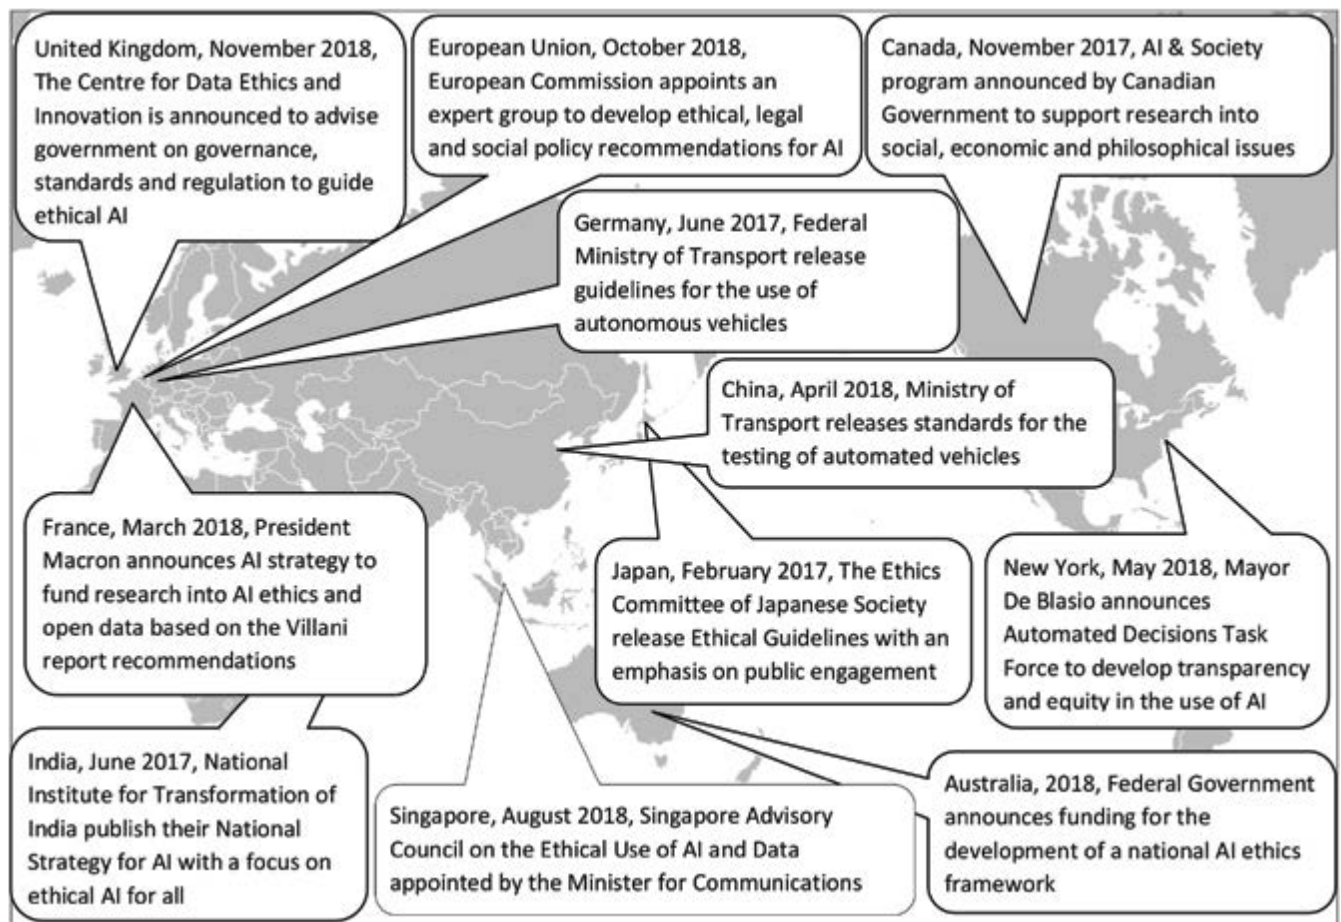 United Kingdom, November 2018,
The Centre for Data Ethics and
Innovation is announced to advise
government on governance,
standards and regulation to guide
ethical AI
European Union, October 2018,
European Commission appoints an
expert group to develop ethical, legal
and social policy recommendations for AI
Canada, November 2017, AI & Society
program announced by Canadian
Government to support research into
social, economic and philosophical issues
Germany, June 2017, Federal
Ministry of Transport release
guidelines for the use of
autonomous vehicles
China, April 2018, Ministry of
Transport releases standards for the
testing of automated vehicles
France, March 2018, President
Macron announces AI strategy to
fund research into AI ethics and
open data based on the Villani
report recommendations
Japan, February 2017, The Ethics
Committee of Japanese Society
release Ethical Guidelines with an
emphasis on public engagement
New York, May 2018, Mayor
De Blasio announces
Automated Decisions Task
Force to develop transparency
and equity in the use of AI
India, June 2017, National
Institute for Transformation of
India publish their National
Strategy for AI with a focus on
ethical AI for all
Singapore, August 2018, Singapore Advisory
Council on the Ethical Use of AI and Data
appointed by the Minister for Communications
Australia, 2018, Federal Government
announces funding for the
development of a national AI ethics
framework